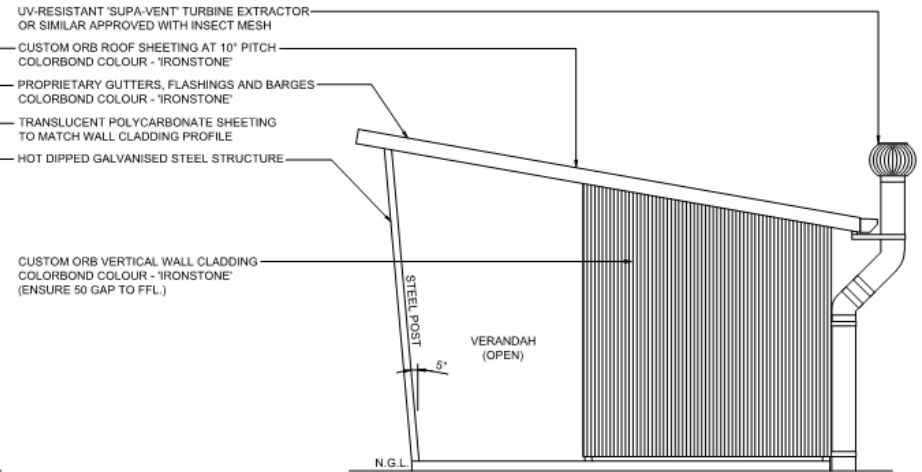 UV-RESISTANT 'SUPA-VENT' TURBINE EXTRACTOR
OR SIMILAR APPROVED WITH INSECT MESH
CUSTOM ORB ROOF SHEETING AT 10° PITCH
COLORBOND COLOUR - 'IRONSTONE'
PROPRIETARY GUTTERS, FLASHINGS AND BARGES
COLORBOND COLOUR - 'IRONSTONE'
TRANSLUCENT POLYCARBONATE SHEETING
TO MATCH WALL CLADDING PROFILE
HOT DIPPED GALVANISED STEEL STRUCTURE
CUSTOM ORB VERTICAL WALL CLADDING
COLORBOND COLOUR - 'IRONSTONE'
(ENSURE 50 GAP TO FFL.)
STEEL POST
5°
VERANDAH
(OPEN)
N.G.L.